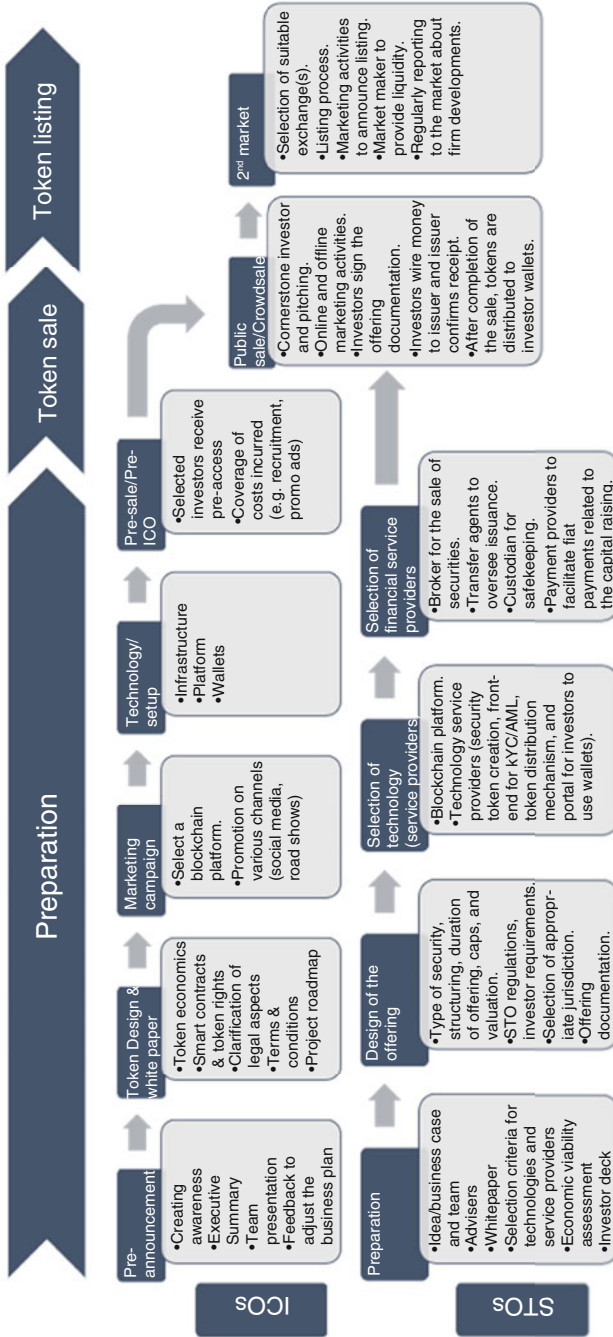 Preparation
Token sale
Token listing
ICOs
Pre-
announcement
•Creating
awareness
•Executive
Summary
•Team
presentation
•Feedback to
adjust the
business plan
Token Design &
white paper
•Token economics
•Smart contracts
& token rights
•Clarification of
legal aspects
•Terms &
conditions
•Project roadmap
Marketing
campaign
•Select a
blockchain
platform.
•Promotion on
various channels
(social media,
road shows)
Technology/
setup
•Infrastructure
•Platform
•Wallets
Pre-sale/Pre-
ICO
•Selected
investors receive
pre-access
•Coverage of
costs incurred
(e.g. recruitment,
promo ads)
Public
sale/Crowdsale
•Cornerstone investor
and pitching.
•Online and offline
marketing activities.
•Investors sign the
offering
documentation.
•Investors wire money
to issuer and issuer
confirms receipt.
•After completion of
the sale, tokens are
distributed to
investor wallets.
2nd market
•Selection of suitable
exchange(s).
•Listing process.
•Marketing activities
to announce listing.
•Market maker to
provide liquidity.
•Regularly reporting
to the market about
firm developments.
STOs
Preparation
•Idea/business case
and team
•Advisers
•Whitepaper
•Selection criteria for
technologies and
service providers
•Economic viability
assessment
•Investor deck
Design of the
offering
•Type of security,
structuring, duration
of offering, caps, and
valuation.
•STO regulations,
investor requirements.
•Selection of appropr-
iate jurisdiction.
•Offering
documentation.
Selection of
technology
(service providers)
•Blockchain platform.
•Technology service
providers (security
token creation, front-
end for kYC/AML,
token distribution
mechanism, and
portal for investors to
use wallets).
Selection of
financial service
providers
•Broker for the sale of
securities.
•Transfer agents to
oversee issuance.
•Custodian for
safekeeping.
•Payment providers to
facilitate fiat
payments related to
the capital raising.